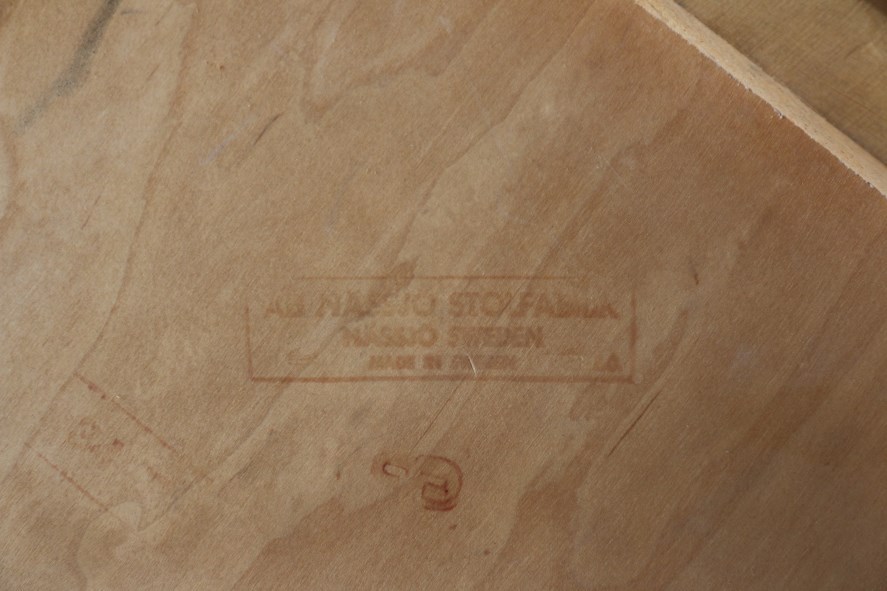 AB NÄSSJÖ STOLFABRIK
NÄSSJÖ SWEDEN
MADE IN SWEDEN